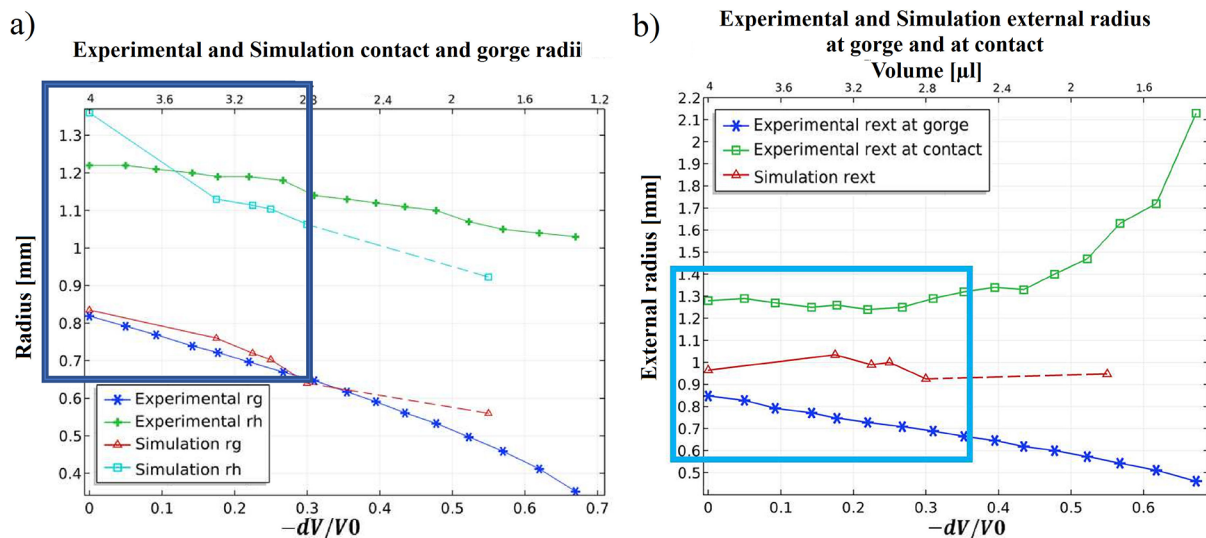 a)
Experimental and Simulation contact and gorge radii
4 3.6 3.2 2.8 2.4 2 1.6 1.2
1.3
1.2
1.1
1
0.9
0.8
0.7
0.6
0.5
0.4
Radius [mm]
Experimental rg
Experimental rh
Simulation rg
Simulation rh
0 0.1 0.2 0.3 0.4 0.5 0.6 0.7
−dV/V0
b)
Experimental and Simulation external radius
at gorge and at contact
Volume [µl]
4 3.6 3.2 2.8 2.4 2 1.6
2.2
2.1
2
1.9
1.8
1.7
1.6
1.5
1.4
1.3
1.2
1.1
1
0.9
0.8
0.7
0.6
0.5
External radius [mm]
Experimental rext at gorge
Experimental rext at contact
Simulation rext
0 0.1 0.2 0.3 0.4 0.5 0.6
−dV/V0